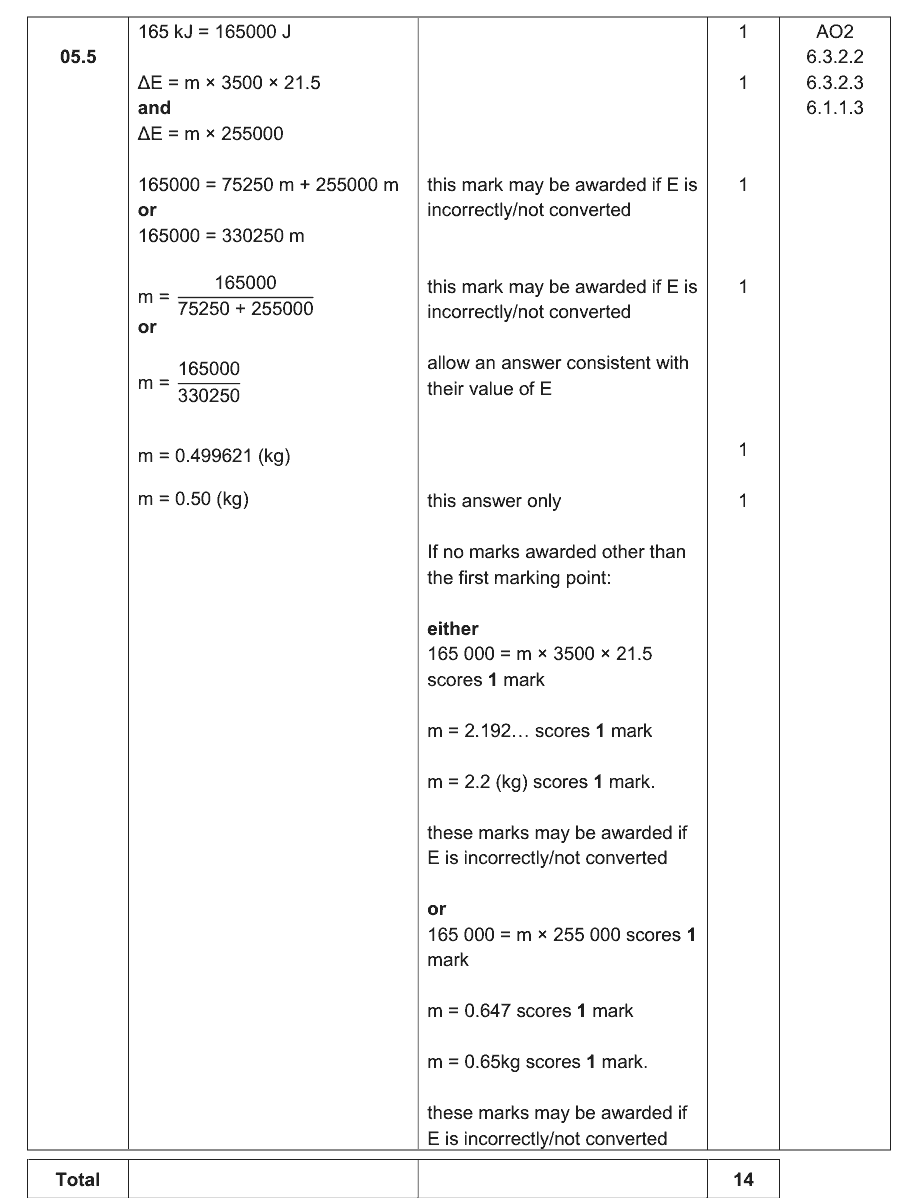 05.5
165 kJ = 165000 J
1
AO2
6.3.2.2
ΔE = m × 3500 × 21.5
1
6.3.2.3
and
6.1.1.3
ΔE = m × 255000
165000 = 75250 m + 255000 m
this mark may be awarded if E is
1
or
incorrectly/not converted
165000 = 330250 m
m = 165000 / 75250 + 255000
this mark may be awarded if E is
1
incorrectly/not converted
or
m = 165000 / 330250
allow an answer consistent with
their value of E
m = 0.499621 (kg)
1
m = 0.50 (kg)
this answer only
1
If no marks awarded other than
the first marking point:
either
165 000 = m × 3500 × 21.5
scores 1 mark
m = 2.192… scores 1 mark
m = 2.2 (kg) scores 1 mark.
these marks may be awarded if
E is incorrectly/not converted
or
165 000 = m × 255 000 scores 1
mark
m = 0.647 scores 1 mark
m = 0.65kg scores 1 mark.
these marks may be awarded if
E is incorrectly/not converted
Total
14